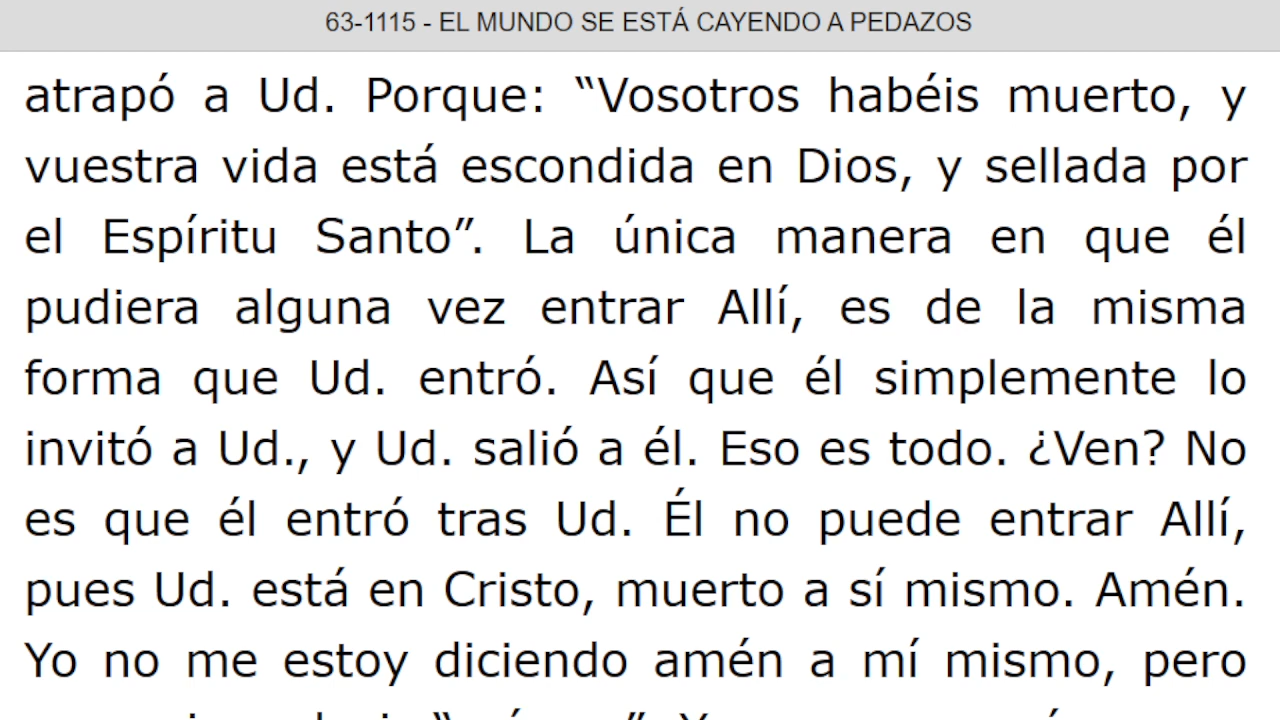 63-1115 - EL MUNDO SE ESTÁ CAYENDO A PEDAZOS
atrapó a Ud. Porque: “Vosotros habéis muerto, y
vuestra vida está escondida en Dios, y sellada por
el Espíritu Santo”. La única manera en que él
pudiera alguna vez entrar Allí, es de la misma
forma que Ud. entró. Así que él simplemente lo
invitó a Ud., y Ud. salió a él. Eso es todo. ¿Ven? No
es que él entró tras Ud. Él no puede entrar Allí,
pues Ud. está en Cristo, muerto a sí mismo. Amén.
Yo no me estoy diciendo amén a mí mismo, pero